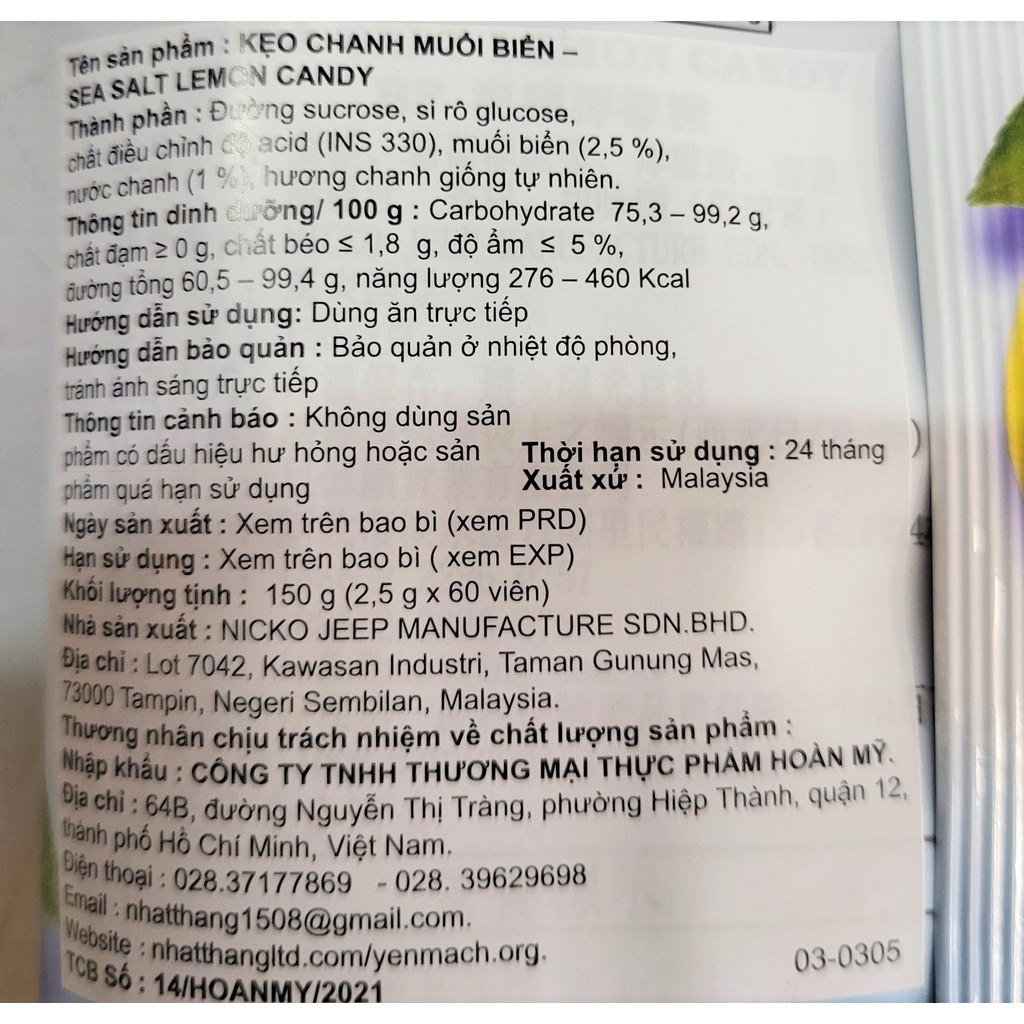 Tên sản phẩm : KẸO CHANH MUỐI BIỂN –
SEA SALT LEMON CANDY
Thành phần : Đường sucrose, si rô glucose,
chất điều chỉnh độ acid (INS 330), muối biển (2,5 %),
nước chanh (1 %), hương chanh giống tự nhiên.
Thông tin dinh dưỡng/ 100 g : Carbohydrate 75,3 – 99,2 g,
chất đạm ≥ 0 g, chất béo ≤ 1,8 g, độ ẩm ≤ 5 %,
đường tổng 60,5 – 99,4 g, năng lượng 276 – 460 Kcal
Hướng dẫn sử dụng: Dùng ăn trực tiếp
Hướng dẫn bảo quản : Bảo quản ở nhiệt độ phòng,
tránh ánh sáng trực tiếp
Thông tin cảnh báo : Không dùng sản
phẩm có dấu hiệu hư hỏng hoặc sản
phẩm quá hạn sử dụng
Thời hạn sử dụng : 24 tháng
Xuất xứ : Malaysia
Ngày sản xuất : Xem trên bao bì (xem PRD)
Hạn sử dụng : Xem trên bao bì ( xem EXP)
Khối lượng tịnh : 150 g (2,5 g x 60 viên)
Nhà sản xuất : NICKO JEEP MANUFACTURE SDN.BHD.
Địa chỉ : Lot 7042, Kawasan Industri, Taman Gunung Mas,
73000 Tampin, Negeri Sembilan, Malaysia.
Thương nhân chịu trách nhiệm về chất lượng sản phẩm :
Nhập khẩu : CÔNG TY TNHH THƯƠNG MẠI THỰC PHẨM HOÀN MỸ.
Địa chỉ : 64B, đường Nguyễn Thị Tràng, phường Hiệp Thành, quận 12,
thành phố Hồ Chí Minh, Việt Nam.
Điện thoại : 028.37177869 - 028. 39629698
Email : nhatthang1508@gmail.com.
Website : nhatthangltd.com/yenmach.org.
03-0305
TCB Số : 14/HOANMY/2021